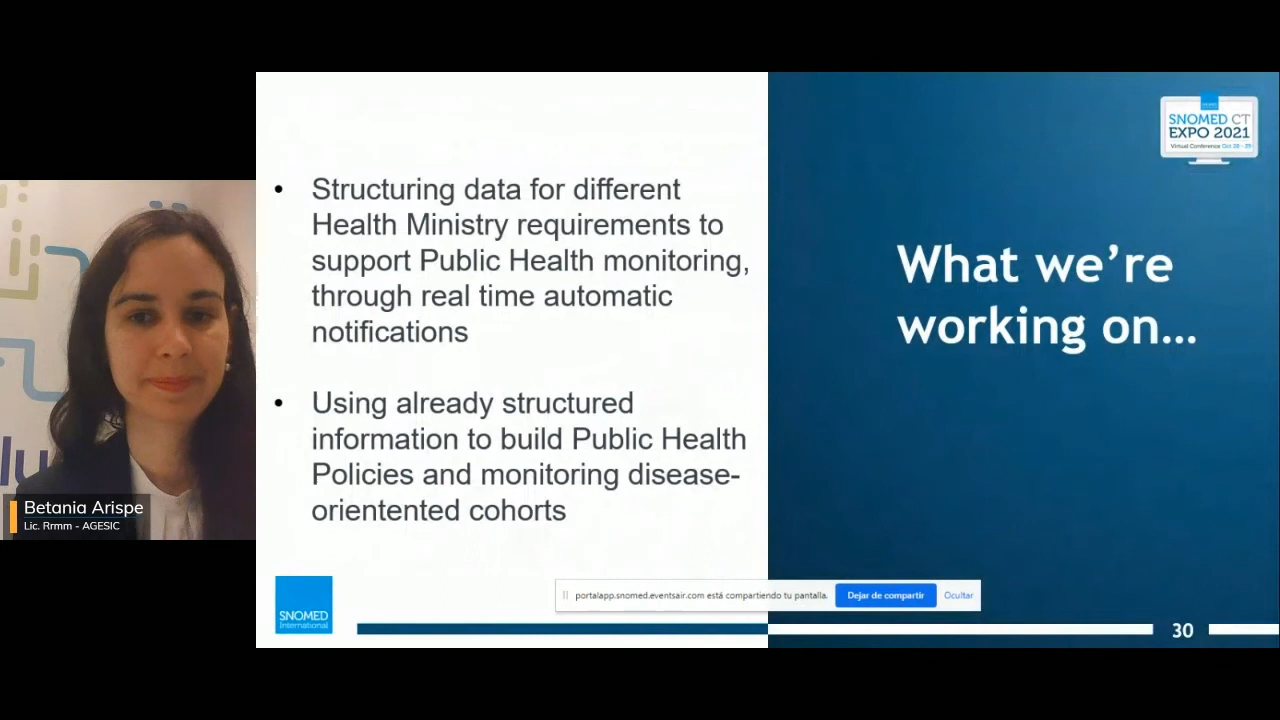 SNOMED CT
EXPO 2021
Virtual Conference Oct 28 - 29
• Structuring data for different
Health Ministry requirements to
support Public Health monitoring,
through real time automatic
notifications
• Using already structured
information to build Public Health
Policies and monitoring disease-
orientented cohorts
What we’re
working on...
Betania Arispe
Lic. Rrmm - AGESIC
portalapp.snomed.eventsair.com está compartiendo tu pantalla.
Dejar de compartir
Ocultar
SNOMED
International
30